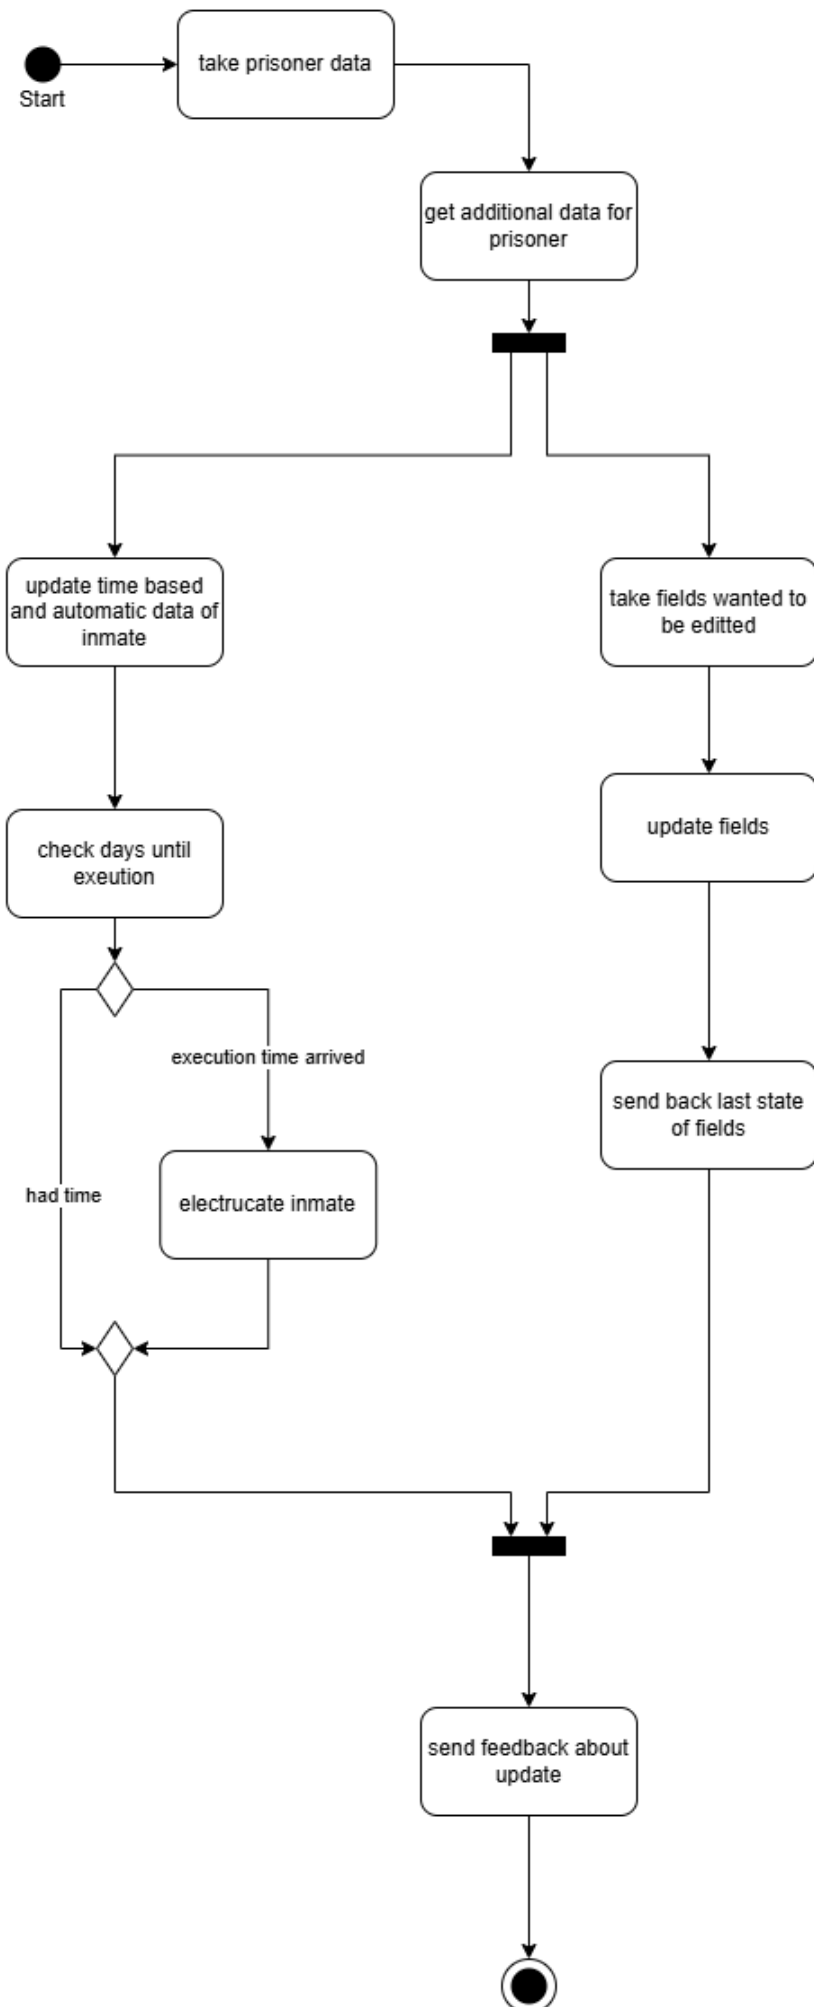 take prisoner data
Start
get additional data for
prisoner
update time based
and automatic data of
inmate
take fields wanted to
be editted
update fields
check days until
exeution
execution time arrived
send back last state
of fields
had time
electrucate inmate
send feedback about
update